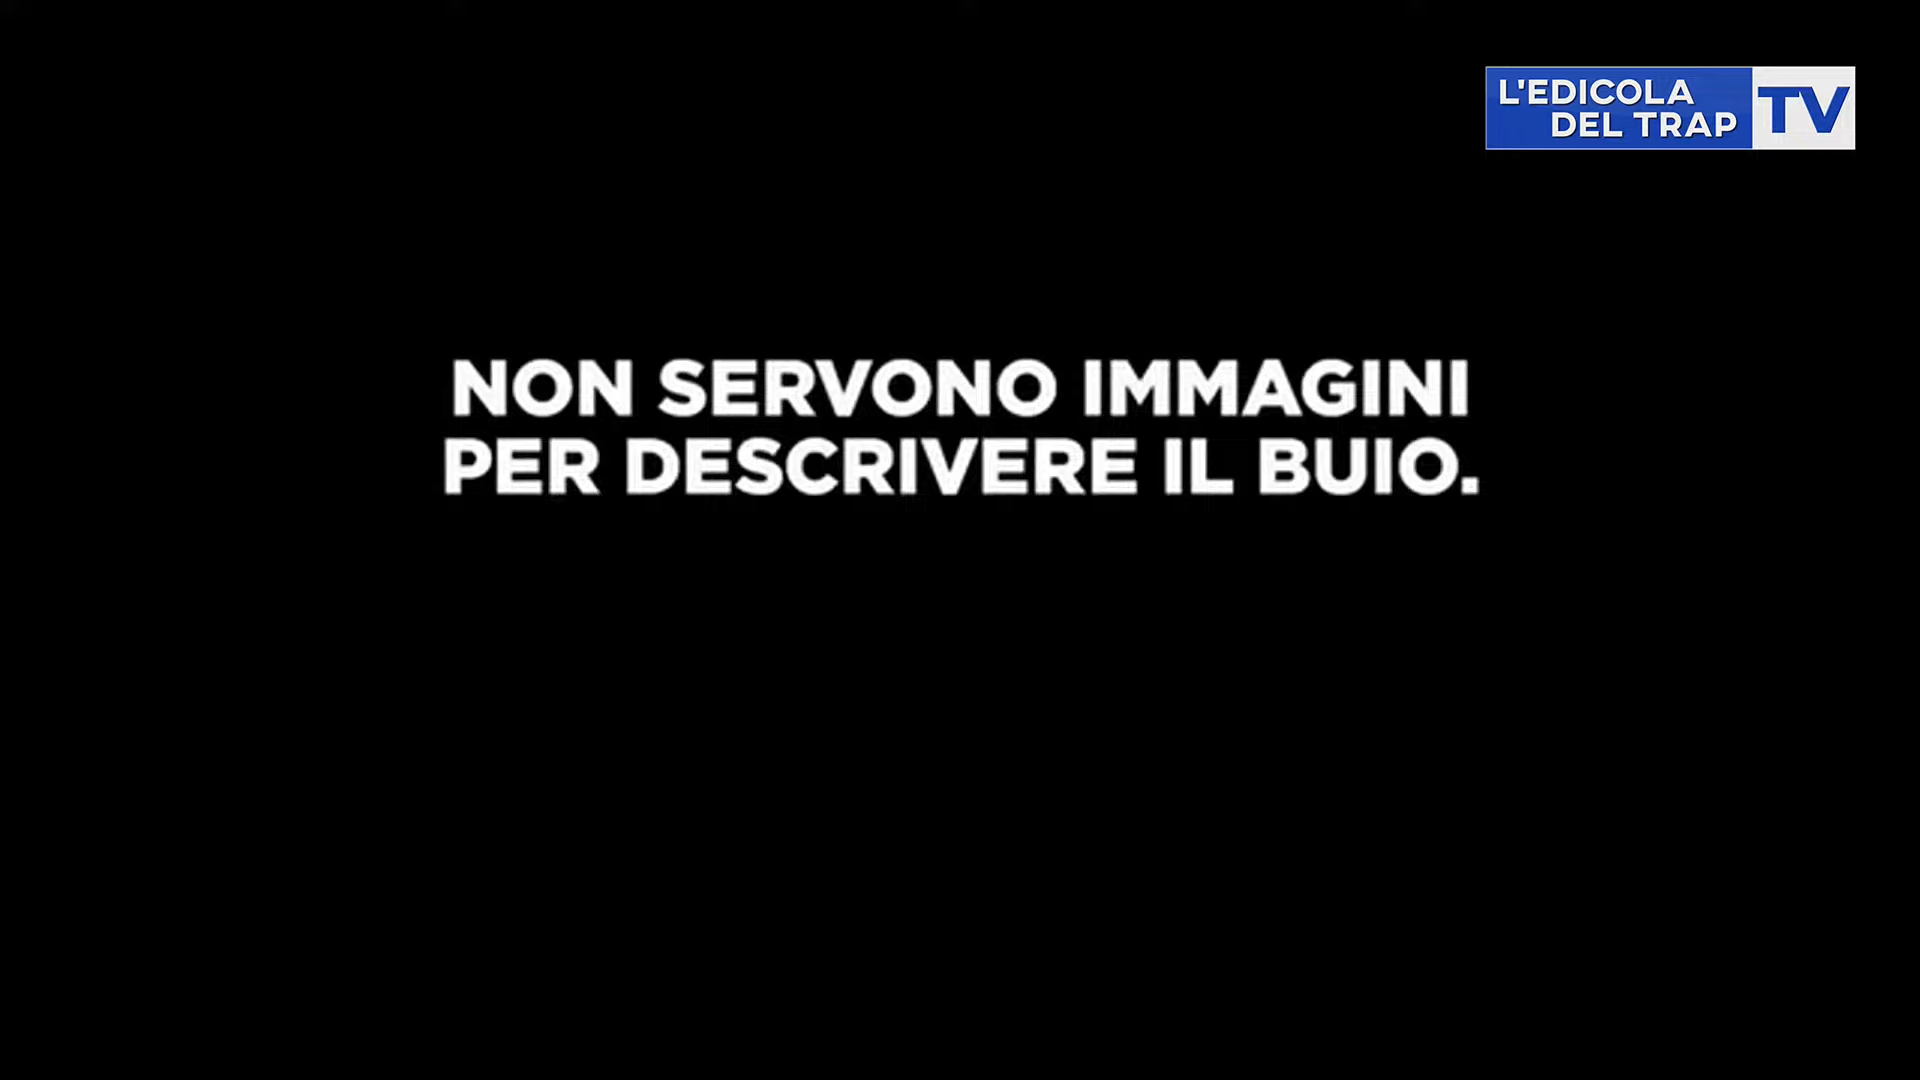 L'EDICOLA
DEL TRAP
TV
NON SERVONO IMMAGINI
PER DESCRIVERE IL BUIO.